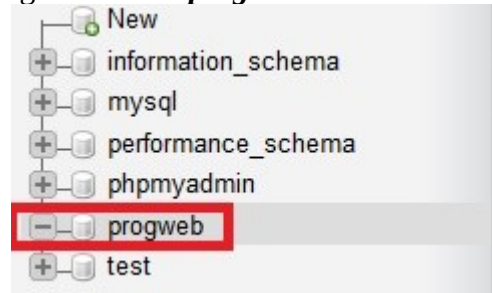 New
information_schema
mysql
performance_schema
phpmyadmin
progweb
test